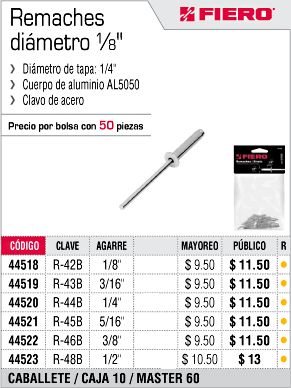 Remaches
diámetro 1/8"
FIERO®
Diámetro de tapa: 1/4"
Cuerpo de aluminio AL5050
Clavo de acero
Precio por bolsa con 50 piezas
FIERO
CÓDIGO CLAVE AGARRE MAYOREO PÚBLICO R
44518 R-42B 1/8" $ 9.50 $ 11.50
44519 R-43B 3/16" $ 9.50 $ 11.50
44520 R-44B 1/4" $ 9.50 $ 11.50
44521 R-45B 5/16" $ 9.50 $ 11.50
44522 R-46B 3/8" $ 9.50 $ 11.50
44523 R-48B 1/2" $ 10.50 $ 13
CABALLETE / CAJA 10 / MASTER 60